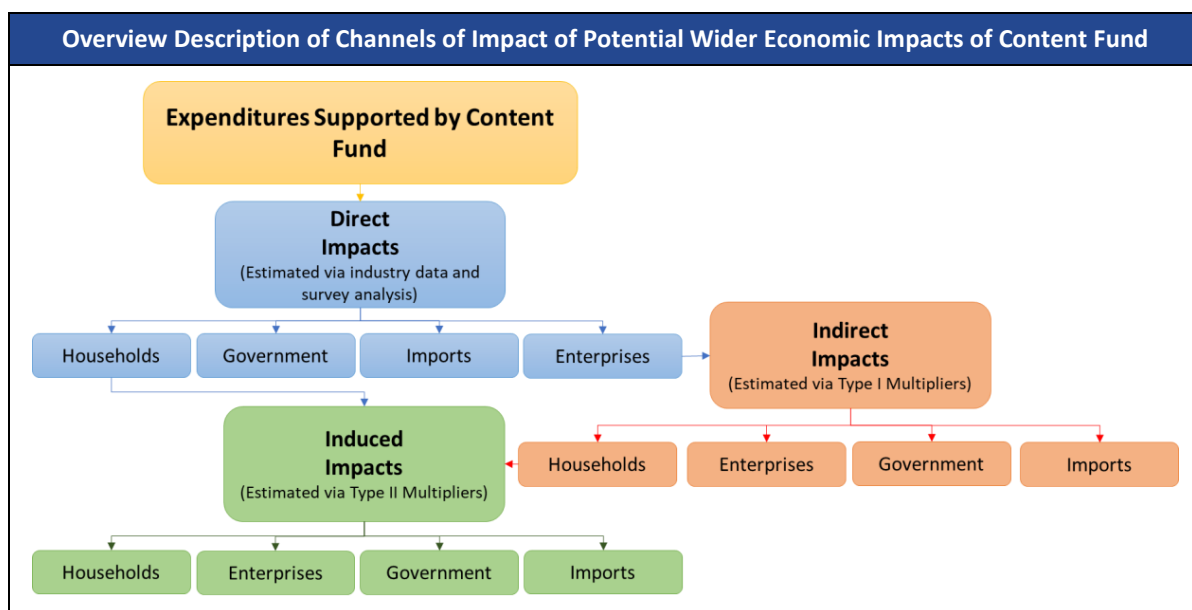 Overview Description of Channels of Impact of Potential Wider Economic Impacts of Content Fund
Expenditures Supported by Content
Fund
Direct
Impacts
(Estimated via industry data and
survey analysis)
Households
Government
Imports
Enterprises
Indirect
Impacts
(Estimated via Type I Multipliers)
Induced
Impacts
(Estimated via Type II Multipliers)
Households
Enterprises
Government
Imports
Households
Enterprises
Government
Imports